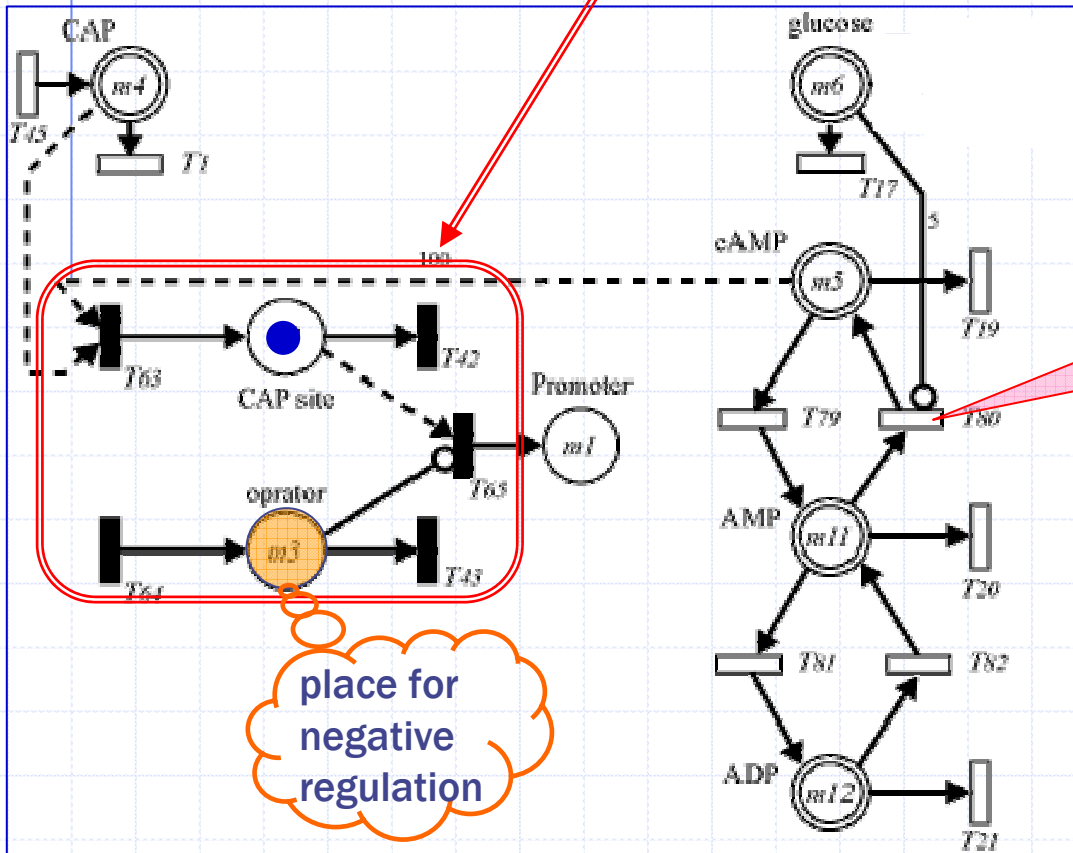 CAP
glucose
m4
m6
T45
T1
T17
5
cAMP
100
m5
T19
T63
CAP site
T42
Promoter
T79
T80
m1
T65
oprator
AMP
m3
m11
T64
T43
T20
T81
T82
place for
negative
regulation
ADP
m12
T21